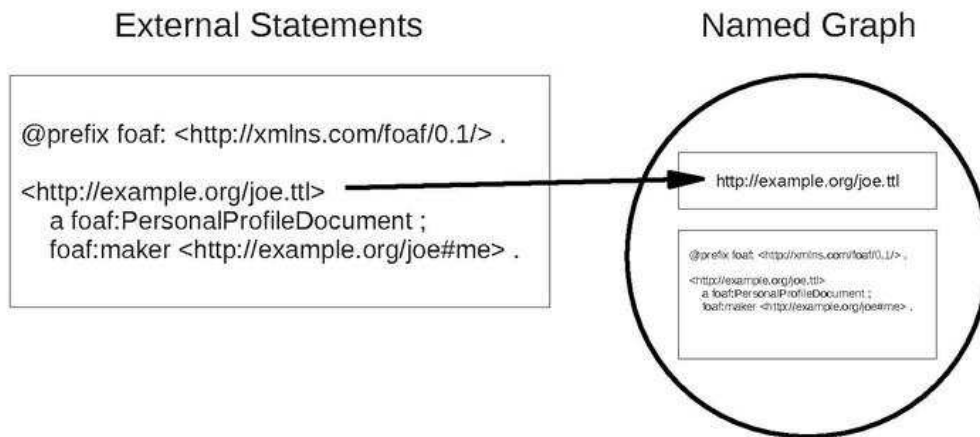 External Statements
@prefix foaf: <http://xmlns.com/foaf/0.1/> .
<http://example.org/joe.ttl>
a foaf:PersonalProfileDocument ;
foaf:maker <http://example.org/joe#me> .
Named Graph
http://example.org/joe.ttl
@prefix foaf: <http://xmlns.com/foaf/0.1/> .
<http://example.org/joe.ttl>
a foaf:PersonalProfileDocument ;
foaf:maker <http://example.org/joe#me> .